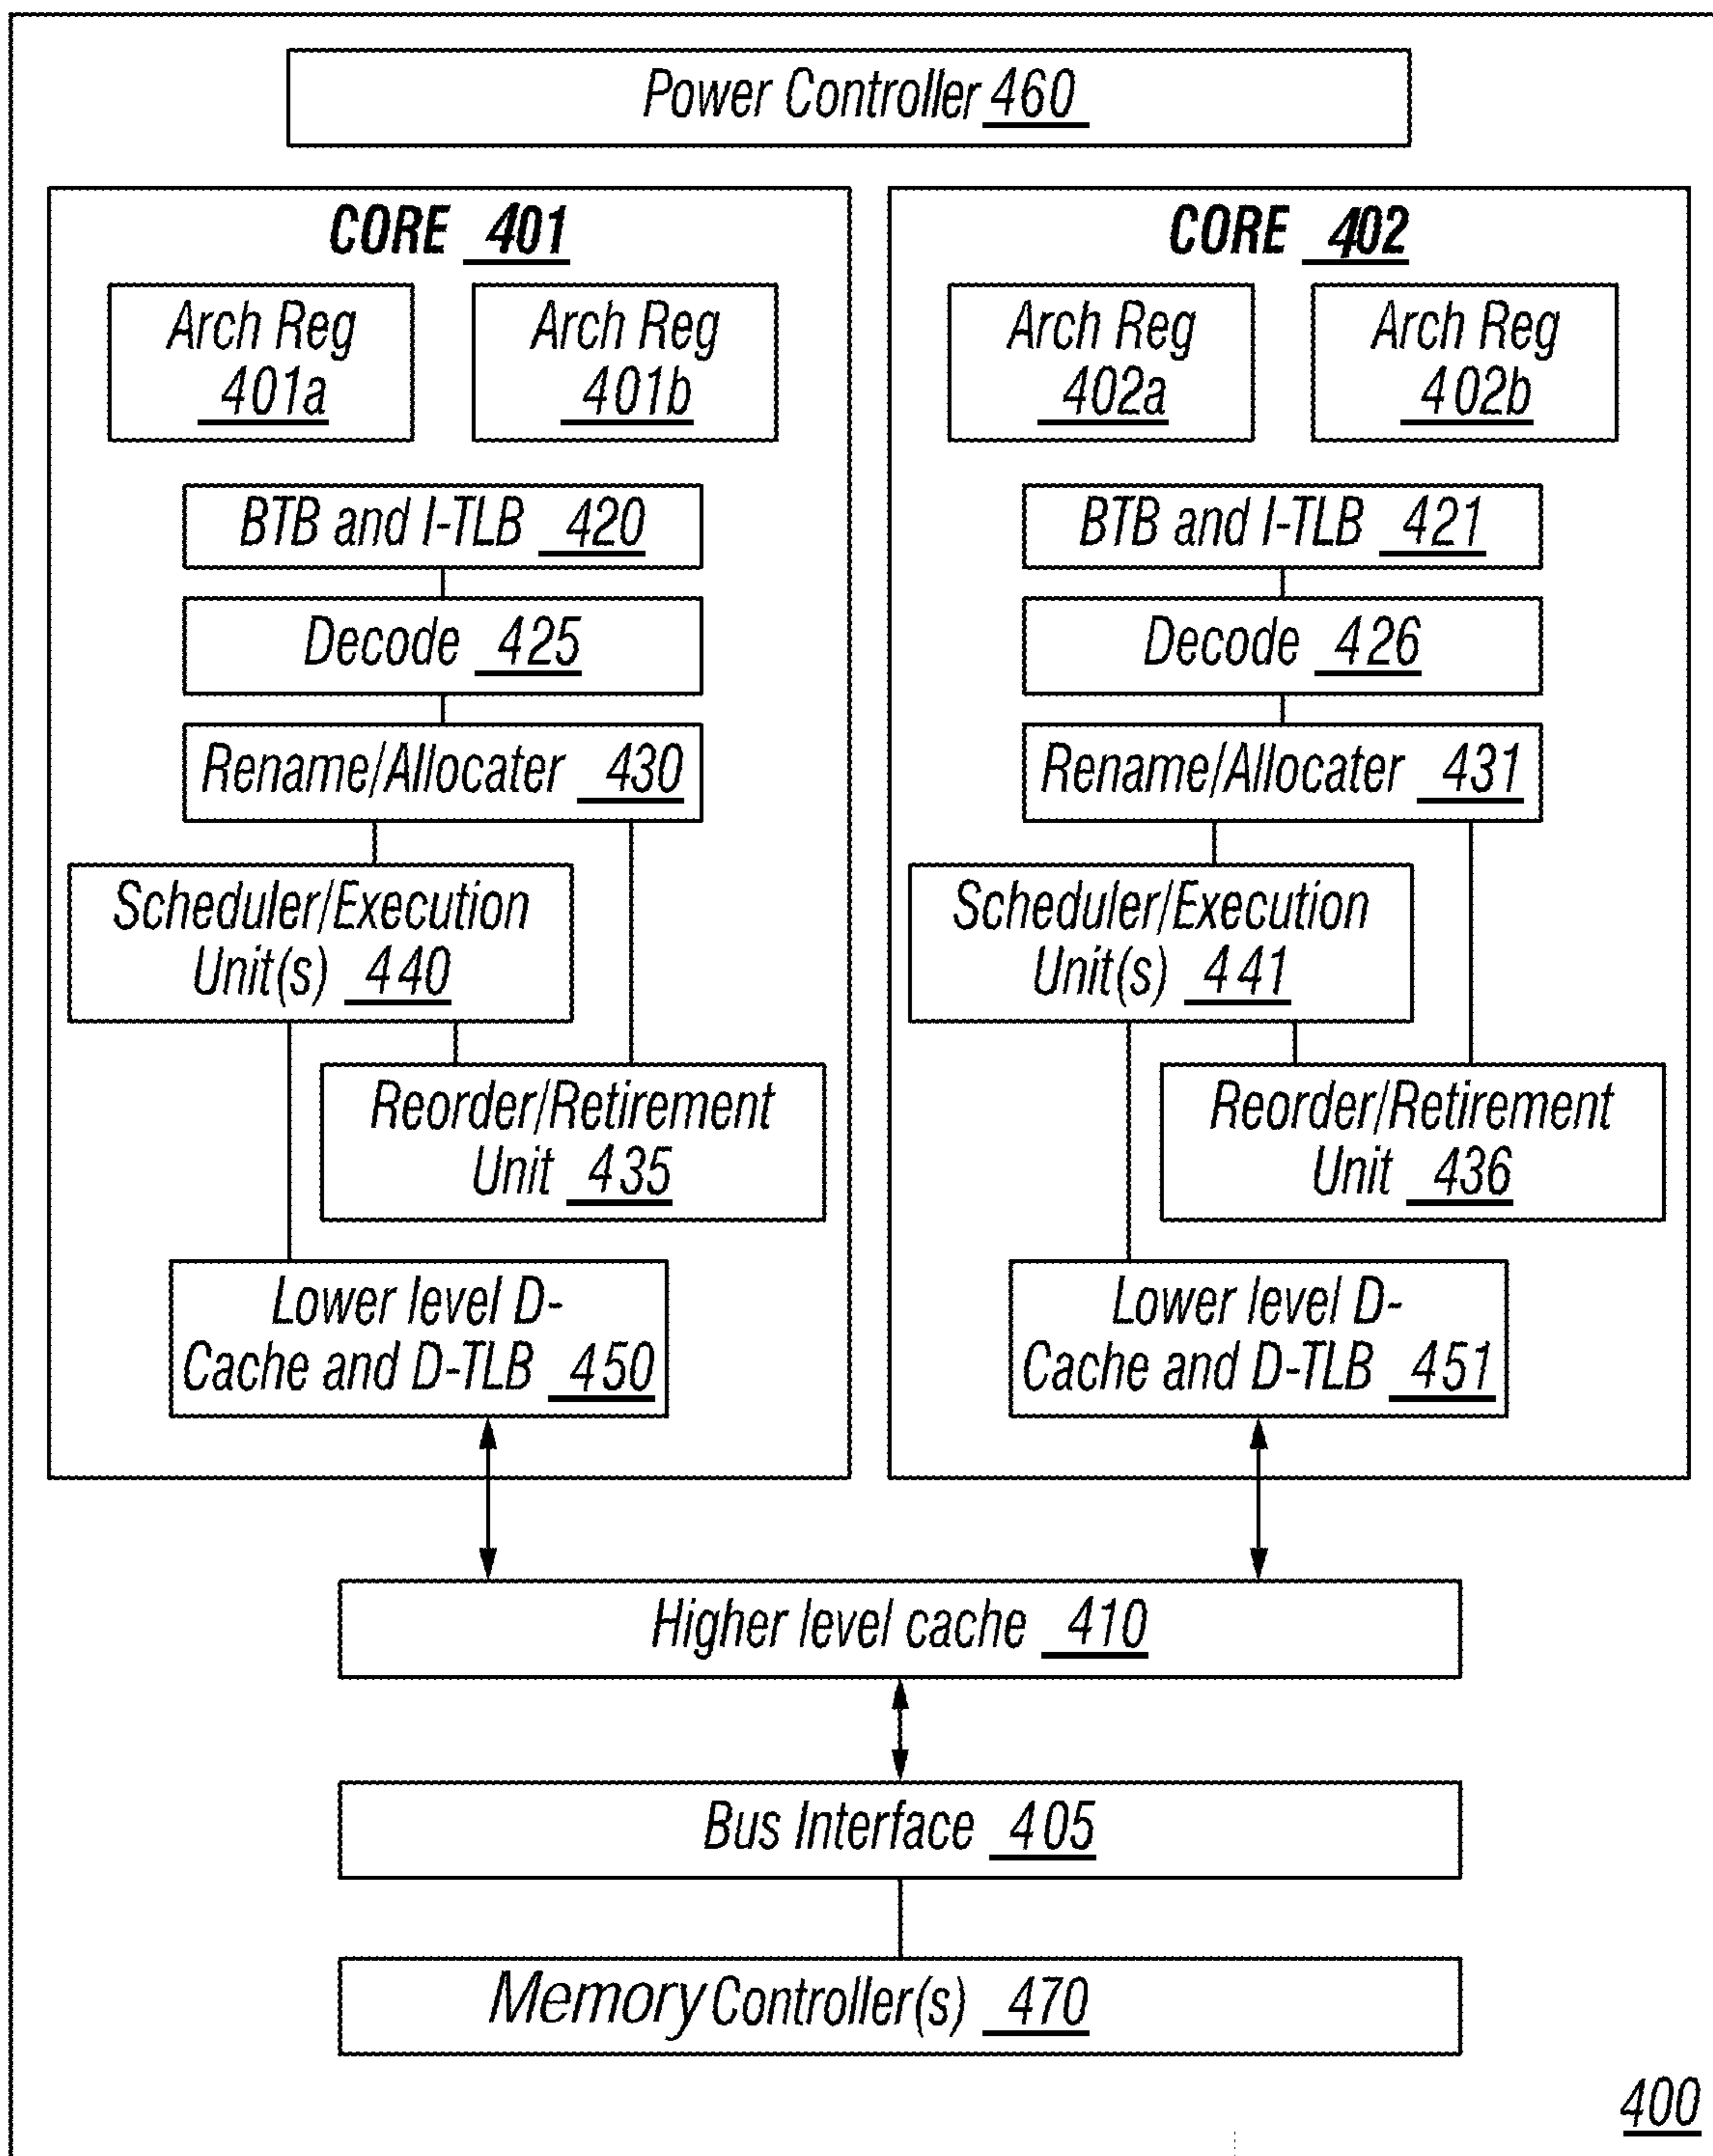 Power Controller 460
CORE 401
Arch Reg
401a
Arch Reg
401b
BTB and I-TLB 420
Decode 425
Rename/Allocater 430
Scheduler/Execution
Unit(s) 440
Reorder/Retirement
Unit 435
Lower level D-
Cache and D-TLB 450
CORE 402
Arch Reg
402a
Arch Reg
402b
BTB and I-TLB 421
Decode 426
Rename/Allocater 431
Scheduler/Execution
Unit(s) 441
Reorder/Retirement
Unit 436
Lower level D-
Cache and D-TLB 451
Higher level cache 410
Bus Interface 405
Memory Controller(s) 470
400